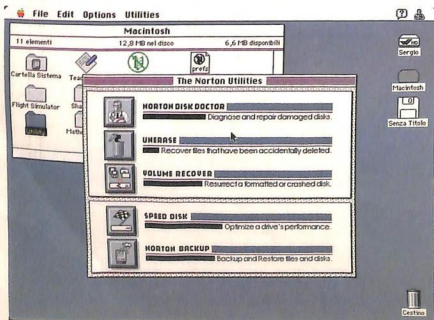 File Edit Options Utilities
Macintosh
11 elementi 12,8 MB nel disco 6,6 MB disponibili
Cartella Sistema
prefs
The Norton Utilities
Flight Simulator
NORTON DISK DOCTOR
Diagnose and repair damaged disks.
UNERASE
Recover files that have been accidentally deleted.
VOLUME RECOVER
Resurrect a formatted or crashed disk.
SPEED DISK
Optimize a drive's performance.
NORTON BACKUP
Backup and Restore files and disks.
Sergio
Macintosh
Senza Titolo
Cestino